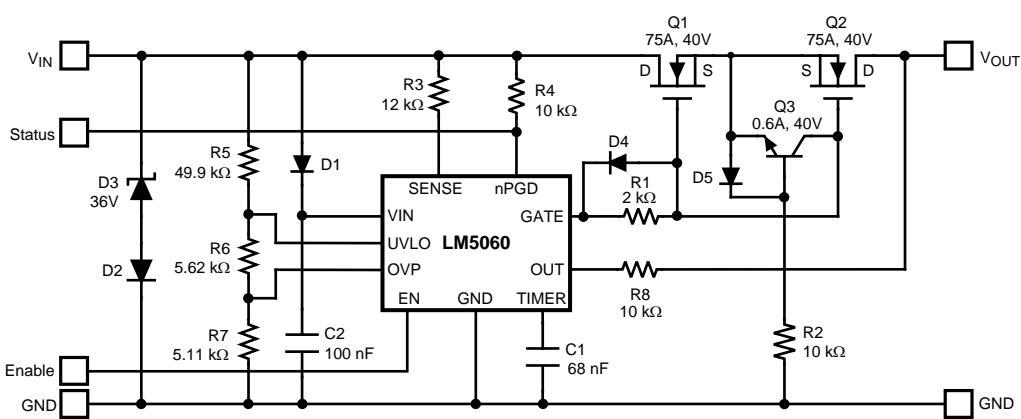 Q1
75A, 40V
Q2
75A, 40V
VIN
D
S
S
D
VOUT
R3
12 kΩ
R4
10 kΩ
Q3
0.6A, 40V
Status
R5
49.9 kΩ
D1
D4
D3
36V
SENSE
nPGD
R1
2 kΩ
D5
VIN
GATE
UVLO
LM5060
R6
5.62 kΩ
D2
OVP
OUT
EN
GND
TIMER
R8
10 kΩ
R7
5.11 kΩ
C2
100 nF
C1
68 nF
R2
10 kΩ
Enable
GND
GND